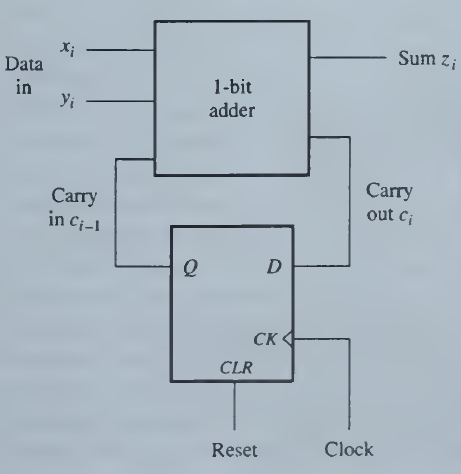 Data
in
x_i
y_i
1-bit
adder
Sum z_i
Carry
in c_{i–1}
Carry
out c_i
Q
D
CK
CLR
Reset
Clock